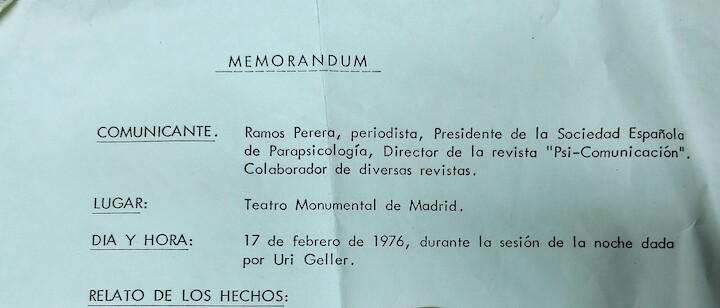 MEMORANDUM
COMUNICANTE. Ramos Perera, periodista, Presidente de la Sociedad Española
de Parapsicología, Director de la revista "Psi-Comunicación".
Colaborador de diversas revistas.
LUGAR: Teatro Monumental de Madrid.
DIA Y HORA: 17 de febrero de 1976, durante la sesión de la noche dada
por Uri Geller.
RELATO DE LOS HECHOS: